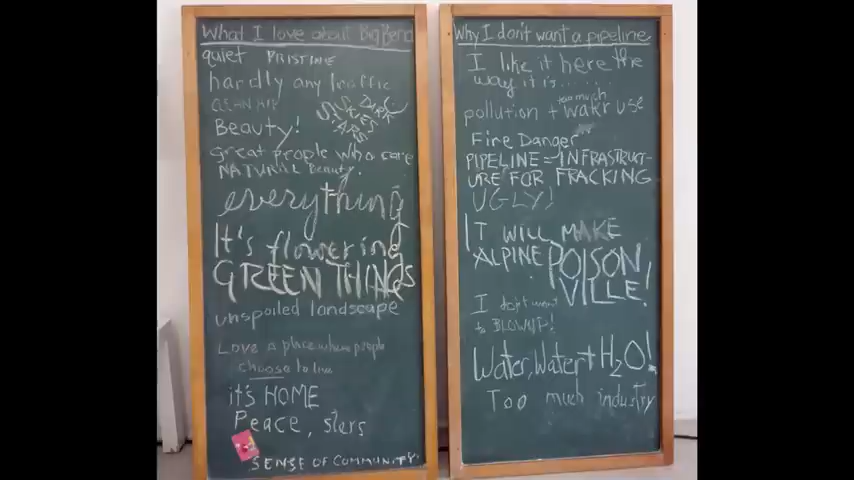 What I love about Big Bend
quiet PRISTINE
hardly any traffic
CLEAN AIR
DARK
SKIES
STARS
Beauty!
great people who care
NATURAL Beauty.
everything
It's flowering
GREEN THINGS
unspoiled landscape
Love a place where people
choose to live
it's HOME
Peace, stars
SENSE OF COMMUNITY!
Why I don't want a pipeline
I like it here the
way it is......
too much
pollution + water use
Fire Danger
PIPELINE = INFRASTRUCT-
URE FOR FRACKING
UGLY!
IT WILL MAKE
ALPINE POISON
VILLE!
I don't want
to BLOWUP!
Water, Water + H2O!
Too much industry